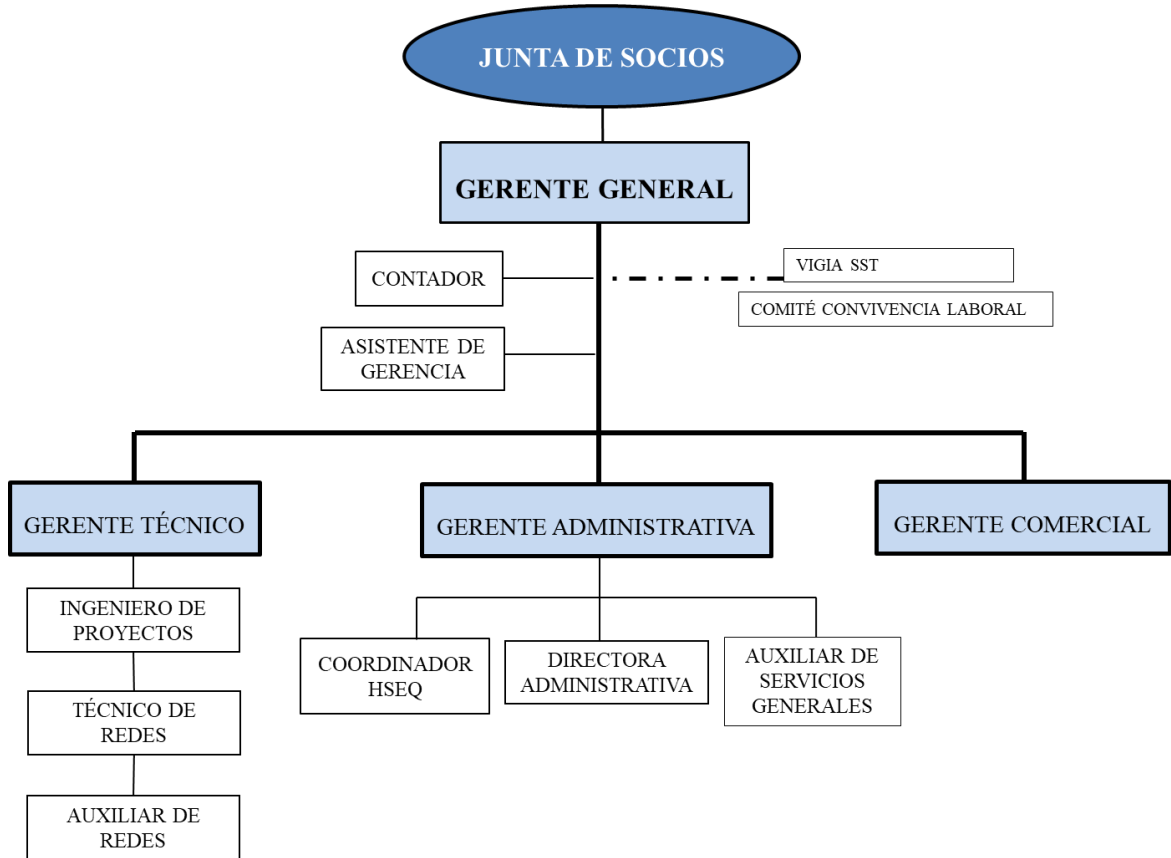 JUNTA DE SOCIOS
GERENTE GENERAL
CONTADOR
VIGIA SST
COMITÉ CONVIVENCIA LABORAL
ASISTENTE DE
GERENCIA
GERENTE TÉCNICO
GERENTE ADMINISTRATIVA
GERENTE COMERCIAL
INGENIERO DE
PROYECTOS
TÉCNICO DE
REDES
AUXILIAR DE
REDES
COORDINADOR
HSEQ
DIRECTORA
ADMINISTRATIVA
AUXILIAR DE
SERVICIOS
GENERALES